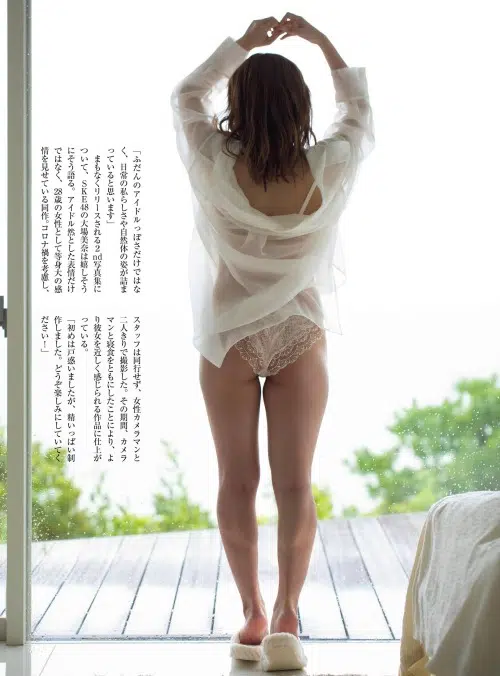 「ふだんのアイドルっぽさだけではな
く、日常の私らしさや自然体の姿が詰ま
っていると思います」
まもなくリリースされる２ｎｄ写真集に
ついて、ＳＫＥ４８の大場美奈は嬉しそう
にそう語る。アイドル然とした表情だけ
ではなく、２８歳の女性として等身大の感
情を見せている同作。コロナ禍を考慮し、
スタッフは同行せず、女性カメラマンと
二人きりで撮影した。その期間、カメラ
マンと寝食をともにしたことにより、よ
り彼女を近しく感じられる作品に仕上が
っている。
「初めは戸惑いましたが、精いっぱい制
作しました。どうぞ楽しみにしていてく
ださい！」